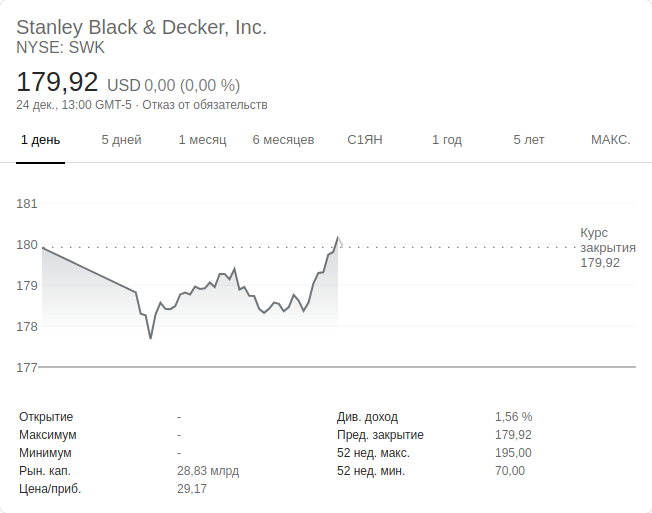 Stanley Black & Decker, Inc.
NYSE: SWK
179,92 USD 0,00 (0,00 %)
24 дек., 13:00 GMT-5 · Отказ от обязательств
1 день 5 дней 1 месяц 6 месяцев С1ЯН 1 год 5 лет МАКС.
181
180
179
178
177
Курс
закрытия
179,92
Открытие - Див. доход 1,56 %
Максимум - Пред. закрытие 179,92
Минимум - 52 нед. макс. 195,00
Рын. кап. 28,83 млрд 52 нед. мин. 70,00
Цена/приб. 29,17